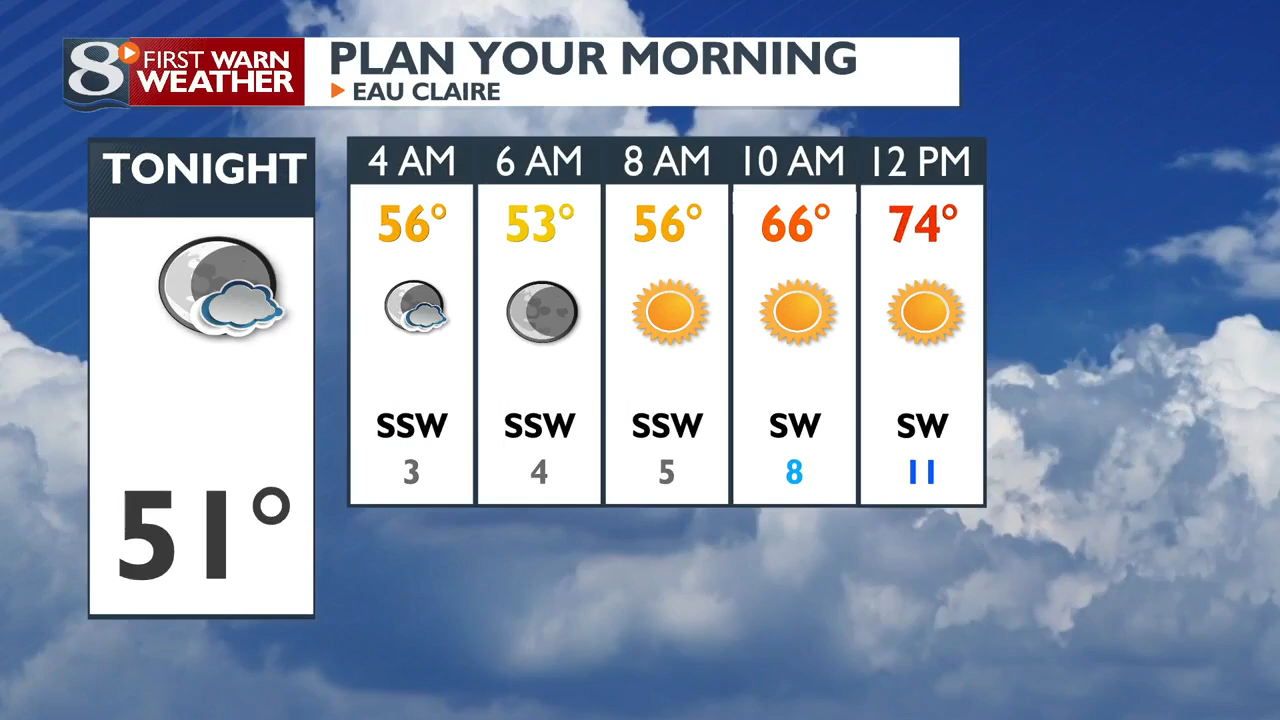 8 FIRST WARN
WEATHER
PLAN YOUR MORNING
EAU CLAIRE
TONIGHT
51°
4 AM 6 AM 8 AM 10 AM 12 PM
56° 53° 56° 66° 74°
SSW SSW SSW SW SW
3 4 5 8 11